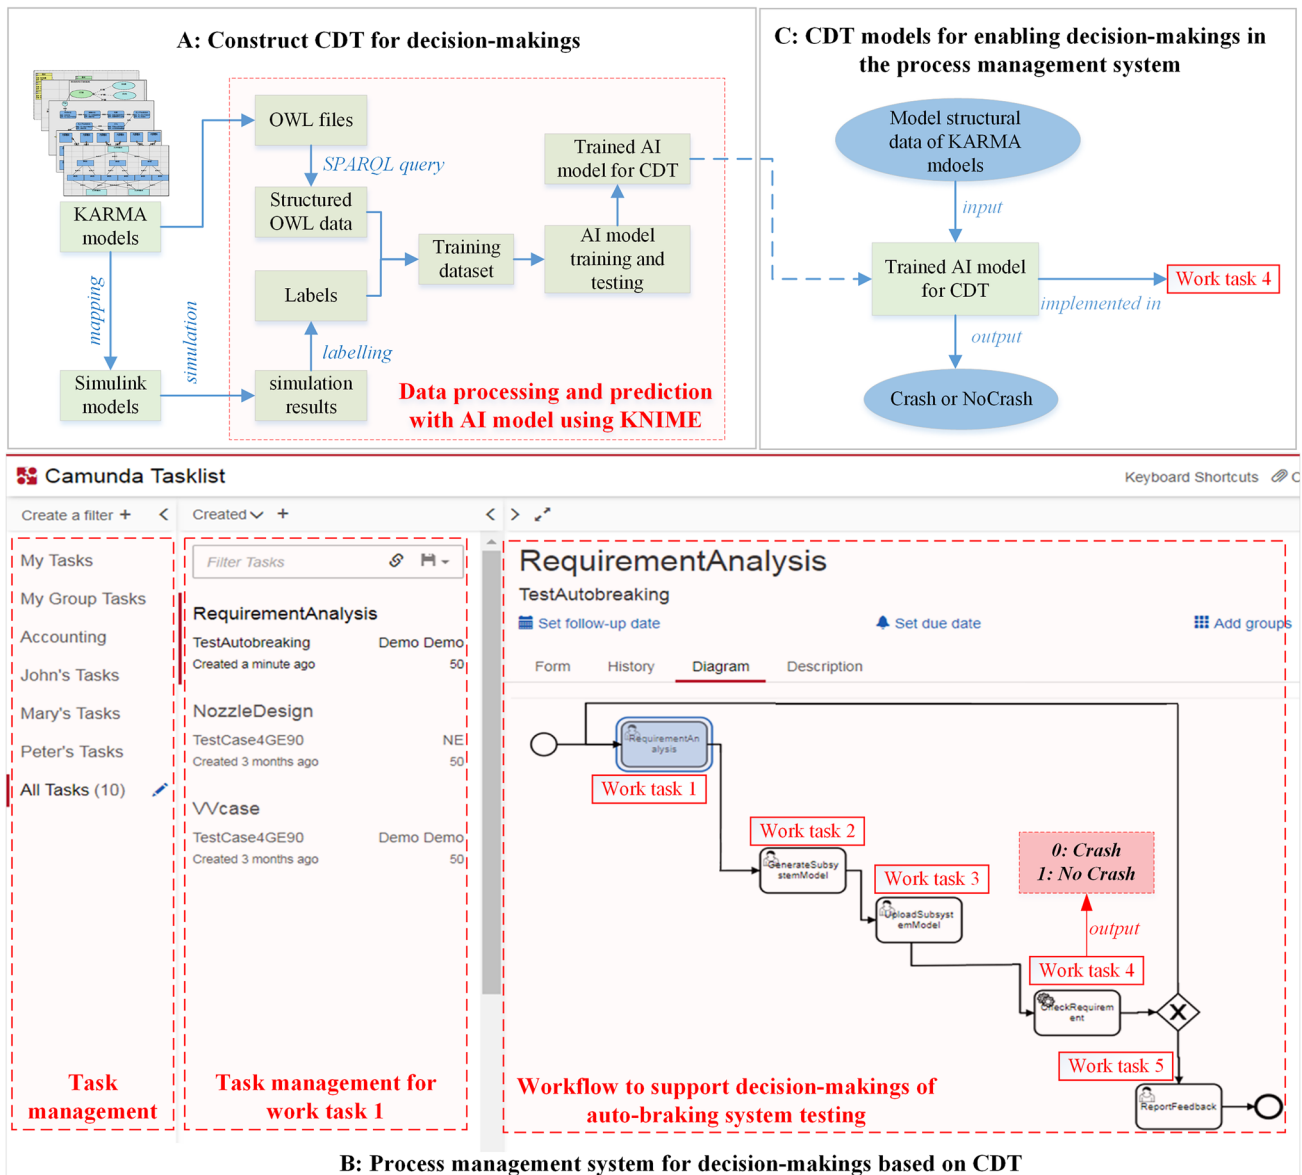 A: Construct CDT for decision-makings
OWL files
SPARQL query
Structured
OWL data
KARMA
models
mapping
Simulink
models
simulation
Labels
labelling
simulation
results
Training
dataset
AI model
training and
testing
Trained AI
model for CDT
Data processing and prediction
with AI model using KNIME
C: CDT models for enabling decision-makings in
the process management system
Model structural
data of KARMA
mdoels
input
Trained AI model
for CDT
implemented in
Work task 4
output
Crash or NoCrash
Camunda Tasklist
Keyboard Shortcuts
Create a filter +
Created +
My Tasks
My Group Tasks
Accounting
John's Tasks
Mary's Tasks
Peter's Tasks
All Tasks (10)
Task
management
Filter Tasks
RequirementAnalysis
TestAutobreaking Demo Demo
Created a minute ago 50
NozzleDesign
TestCase4GE90 NE
Created 3 months ago 50
VVcase
TestCase4GE90 Demo Demo
Created 3 months ago 50
Task management for
work task 1
RequirementAnalysis
TestAutobreaking
Set follow-up date Set due date Add groups
Form History Diagram Description
RequirementAn
alysis
Work task 1
Work task 2
GenerateSubsy
stemModel
Work task 3
UploadSubsyst
emModel
0: Crash
1: No Crash
output
Work task 4
CheckRequirem
ent
X
Work task 5
ReportFeedback
Workflow to support decision-makings of
auto-braking system testing
B: Process management system for decision-makings based on CDT